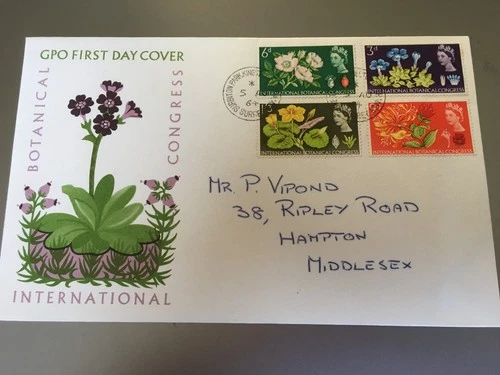 GPO FIRST DAY COVER
BOTANICAL
CONGRESS
INTERNATIONAL
6d
INTERNATIONAL BOTANICAL CONGRESS
3d
INTERNATIONAL BOTANICAL CONGRESS
INTERNATIONAL BOTANICAL CONGRESS
INTERNATIONAL BOTANICAL CONGRESS
MR. P. VIPOND
38, RIPLEY ROAD
HAMPTON
MIDDLESEX